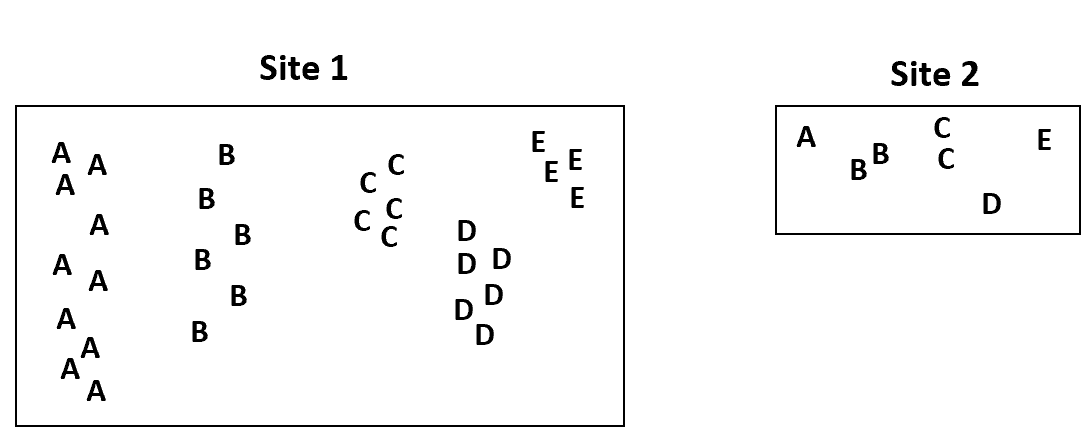 Site 1
Site 2
A A A A A A A A A A
B B B B B B
C C C C C
D D D D D D
E E E E
A
B B
C C
D
E